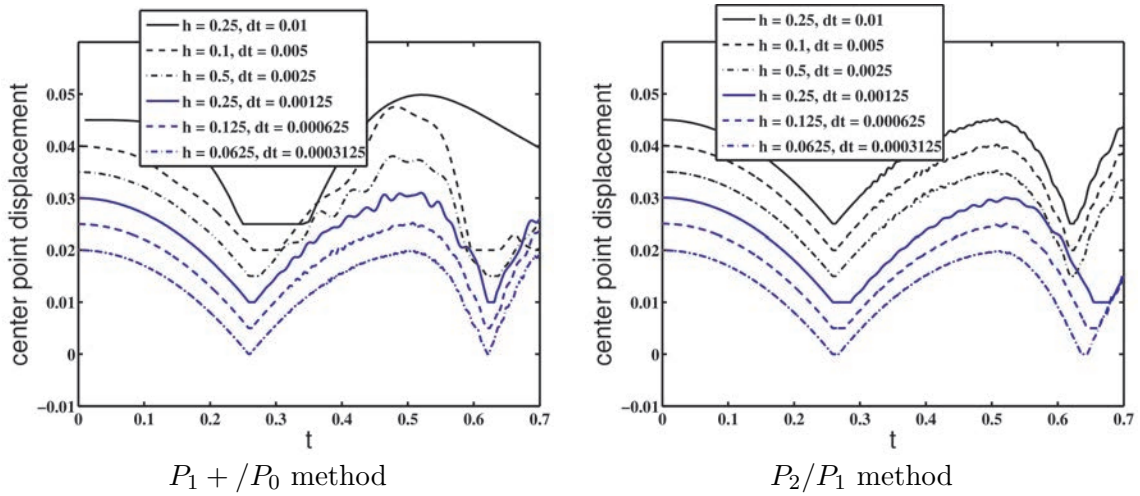 h = 0.25, dt = 0.01
h = 0.1, dt = 0.005
h = 0.5, dt = 0.0025
h = 0.25, dt = 0.00125
h = 0.125, dt = 0.000625
h = 0.0625, dt = 0.0003125
center point displacement
0.05
0.04
0.03
0.02
0.01
0
−0.01
0 0.1 0.2 0.3 0.4 0.5 0.6 0.7
t
P₁ + /P₀ method
h = 0.25, dt = 0.01
h = 0.1, dt = 0.005
h = 0.5, dt = 0.0025
h = 0.25, dt = 0.00125
h = 0.125, dt = 0.000625
h = 0.0625, dt = 0.0003125
center point displacement
0.05
0.04
0.03
0.02
0.01
0
−0.01
0 0.1 0.2 0.3 0.4 0.5 0.6 0.7
t
P₂/P₁ method